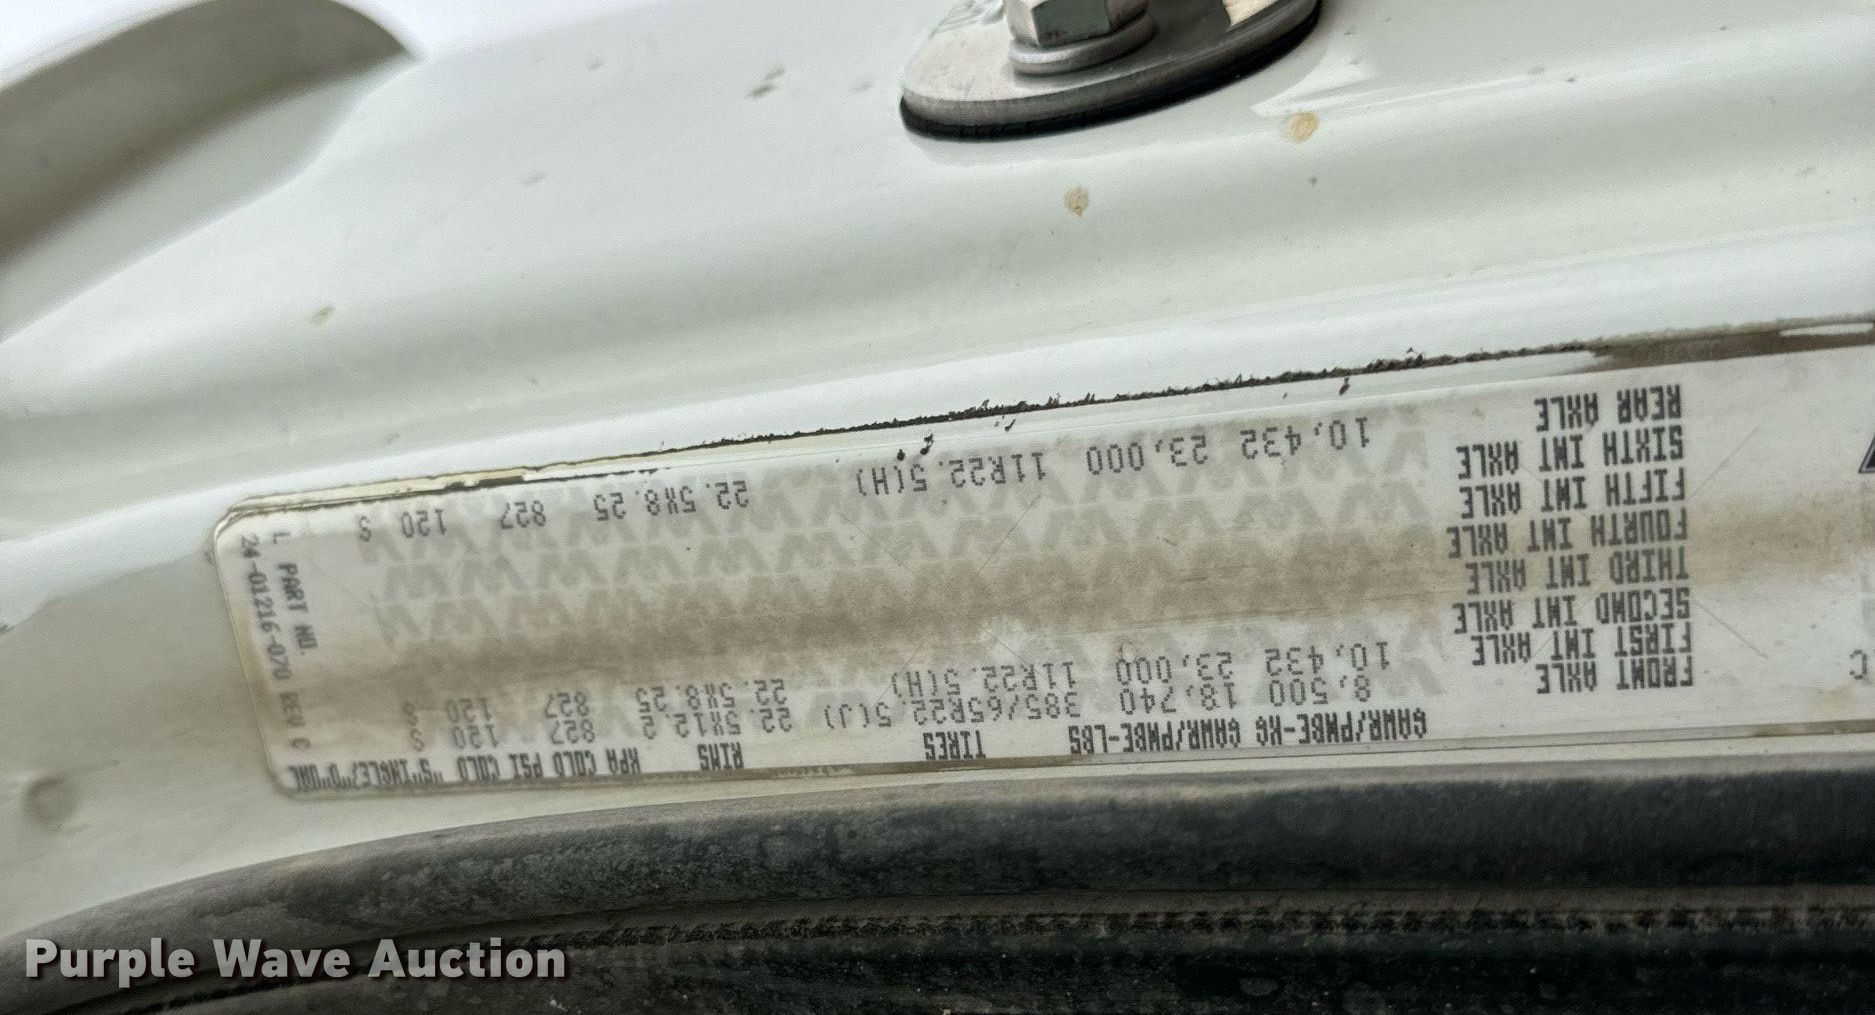 GAWR/PNBE-KG GAWR/PNBE-LBS TIRES RIMS KPA COLD PSI COLD "S"INGLE/"D"UAL
FRONT AXLE 8,500 18,740 385/65R22.5(J) 22.5X12.2 827 120 S
FIRST INT AXLE 10,432 23,000 11R22.5(H) 22.5X8.25 827 120
SECOND INT AXLE
THIRD INT AXLE
FOURTH INT AXLE
FIFTH INT AXLE
SIXTH INT AXLE
REAR AXLE 10,432 23,000 11R22.5(H) 22.5X8.25 827 120 S
L PART NO.
24-01216-070 REV C
Purple Wave Auction